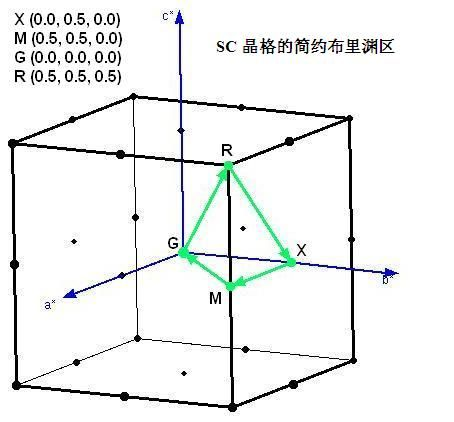 X (0.0, 0.5, 0.0)
M (0.5, 0.5, 0.0)
G (0.0, 0.0, 0.0)
R (0.5, 0.5, 0.5)
c*
SC 晶格的简约布里渊区
R
G
X
M
a*
b*